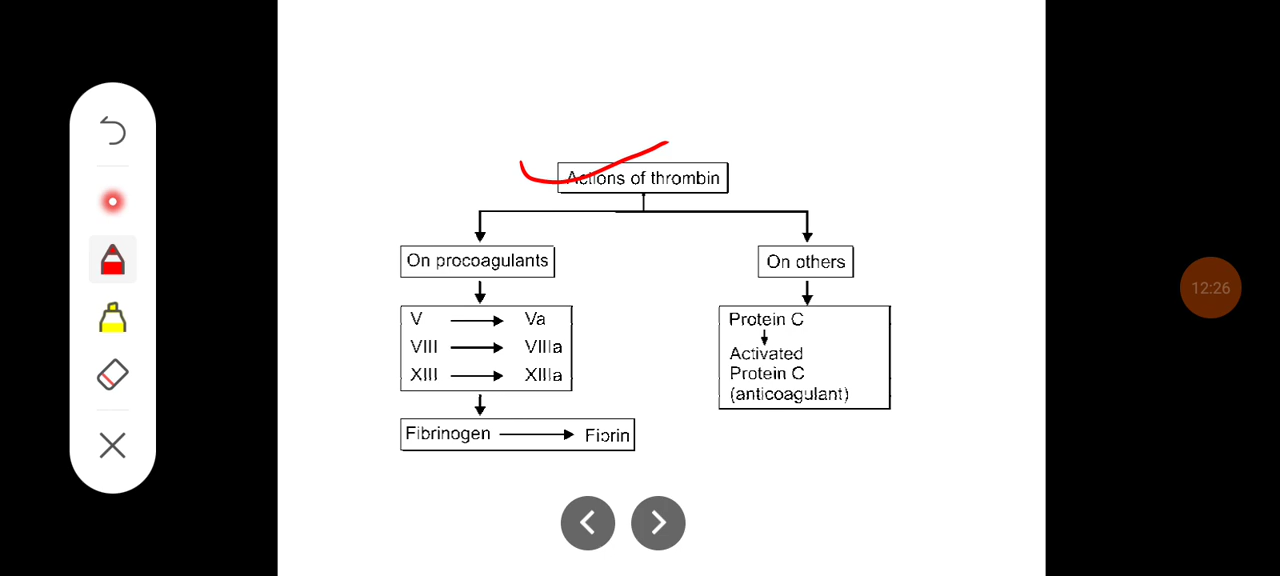 Actions of thrombin
On procoagulants
On others
V → Va
VIII → VIIIa
XIII → XIIIa
Fibrinogen → Fibrin
Protein C
↓
Activated
Protein C
(anticoagulant)
12:26